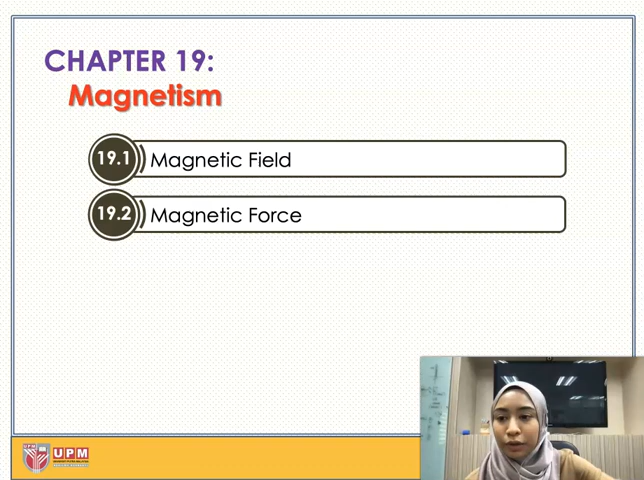 CHAPTER 19:
Magnetism
19.1 Magnetic Field
19.2 Magnetic Force
UPM